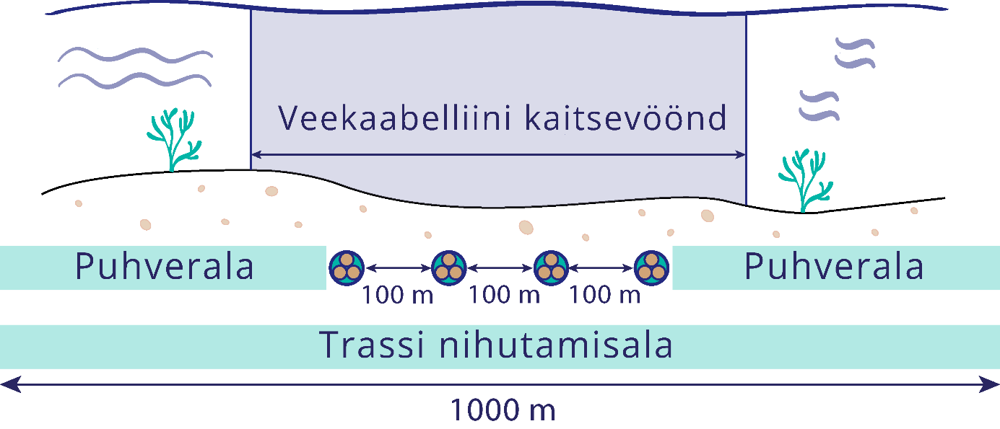 Veekaabelliini kaitsevöönd
Puhverala
Puhverala
100 m
100 m
100 m
Trassi nihutamisala
1000 m